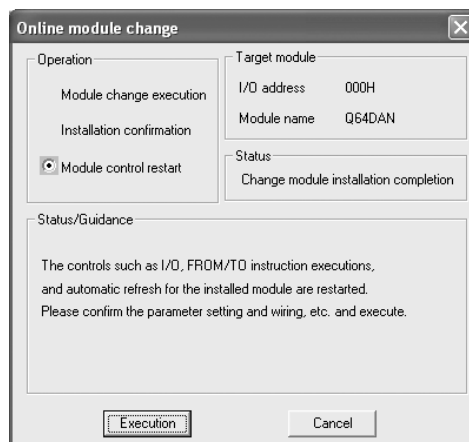 Online module change
Operation
Module change execution
Installation confirmation
Module control restart
Target module
I/O address 000H
Module name Q64DAN
Status
Change module installation completion
Status/Guidance
The controls such as I/O, FROM/TO instruction executions,
and automatic refresh for the installed module are restarted.
Please confirm the parameter setting and wiring, etc. and execute.
Execution Cancel